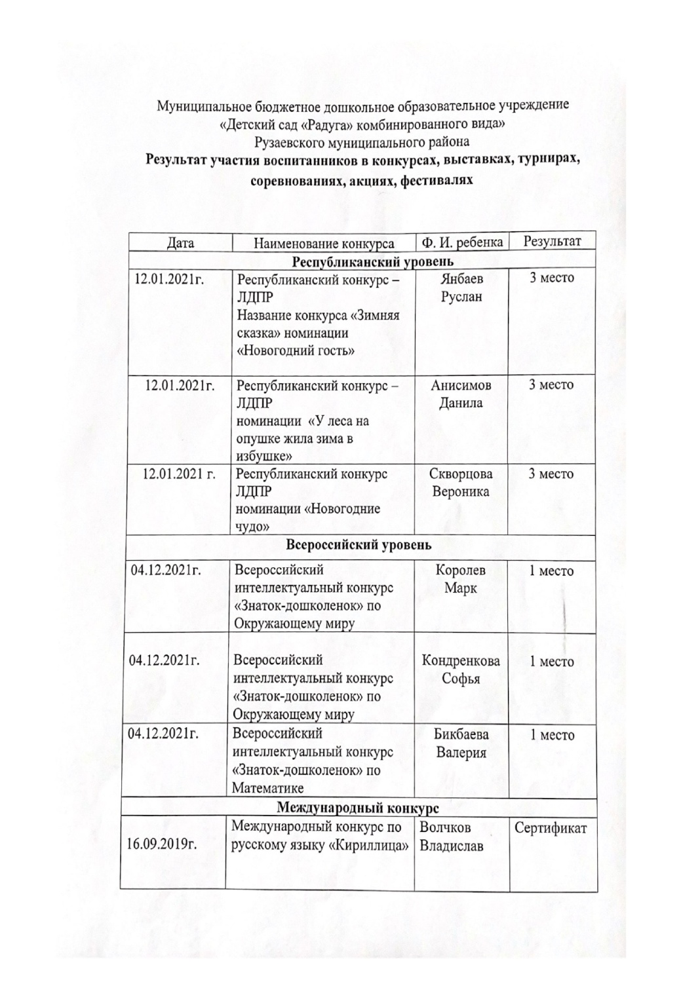 Муниципальное бюджетное дошкольное образовательное учреждение
«Детский сад «Радуга» комбинированного вида»
Рузаевского муниципального района
Результат участия воспитанников в конкурсах, выставках, турнирах,
соревнованиях, акциях, фестивалях
Дата Наименование конкурса Ф. И. ребенка Результат
Республиканский уровень
12.01.2021г. Республиканский конкурс – Янбаев 3 место
ЛДПР Руслан
Название конкурса «Зимняя
сказка» номинации
«Новогодний гость»
12.01.2021г. Республиканский конкурс – Анисимов 3 место
ЛДПР Данила
номинации «У леса на
опушке жила зима в
избушке»
12.01.2021 г. Республиканский конкурс Скворцова 3 место
ЛДПР Вероника
номинации «Новогодние
чудо»
Всероссийский уровень
04.12.2021г. Всероссийский Королев 1 место
интеллектуальный конкурс Марк
«Знаток-дошколенок» по
Окружающему миру
04.12.2021г. Всероссийский Кондренкова 1 место
интеллектуальный конкурс Софья
«Знаток-дошколенок» по
Окружающему миру
04.12.2021г. Всероссийский Бикбаева 1 место
интеллектуальный конкурс Валерия
«Знаток-дошколенок» по
Математике
Международный конкурс
Международный конкурс по Волчков Сертификат
16.09.2019г. русскому языку «Кириллица» Владислав